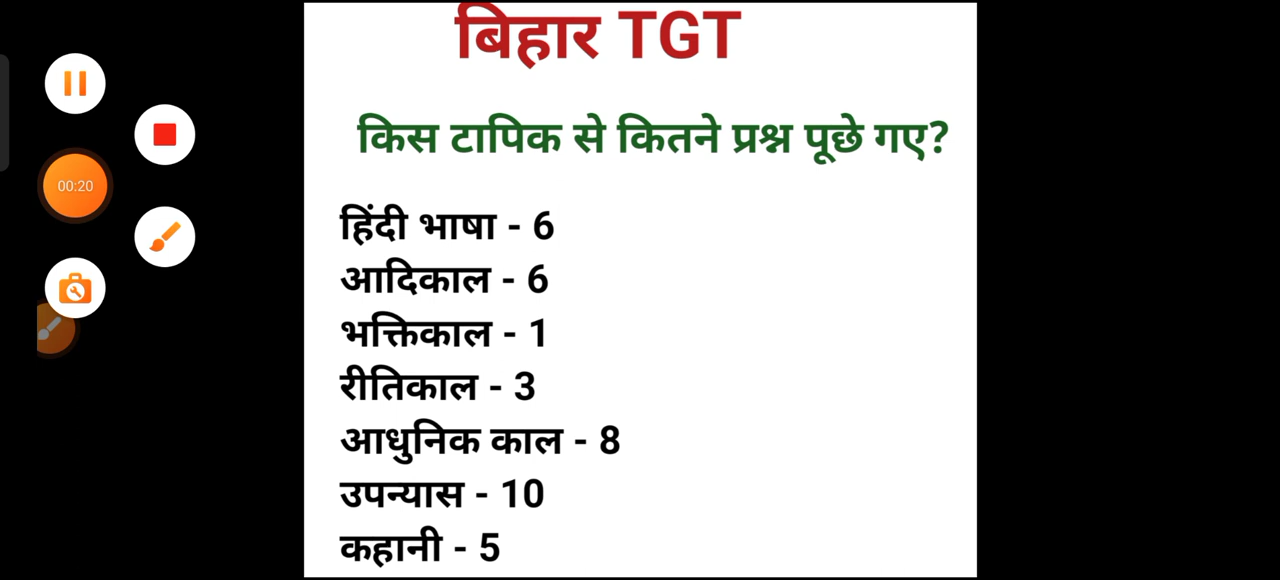 बिहार TGT
किस टापिक से कितने प्रश्न पूछे गए?
हिंदी भाषा - 6
आदिकाल - 6
भक्तिकाल - 1
रीतिकाल - 3
आधुनिक काल - 8
उपन्यास - 10
कहानी - 5
00:20